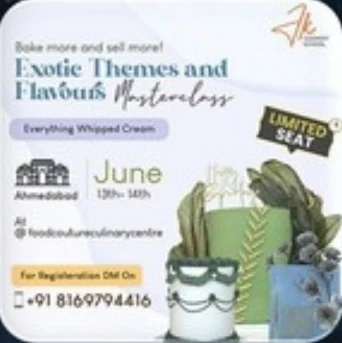 Bake more and sell more!
Exotic Themes and
Flavours Masterclass
Everything Whipped Cream
LIMITED
SEAT
Ahmedabad
June
13th- 14th
At
@ foodcoutureculinarycentre
For Registeration DM On
+91 8169794416